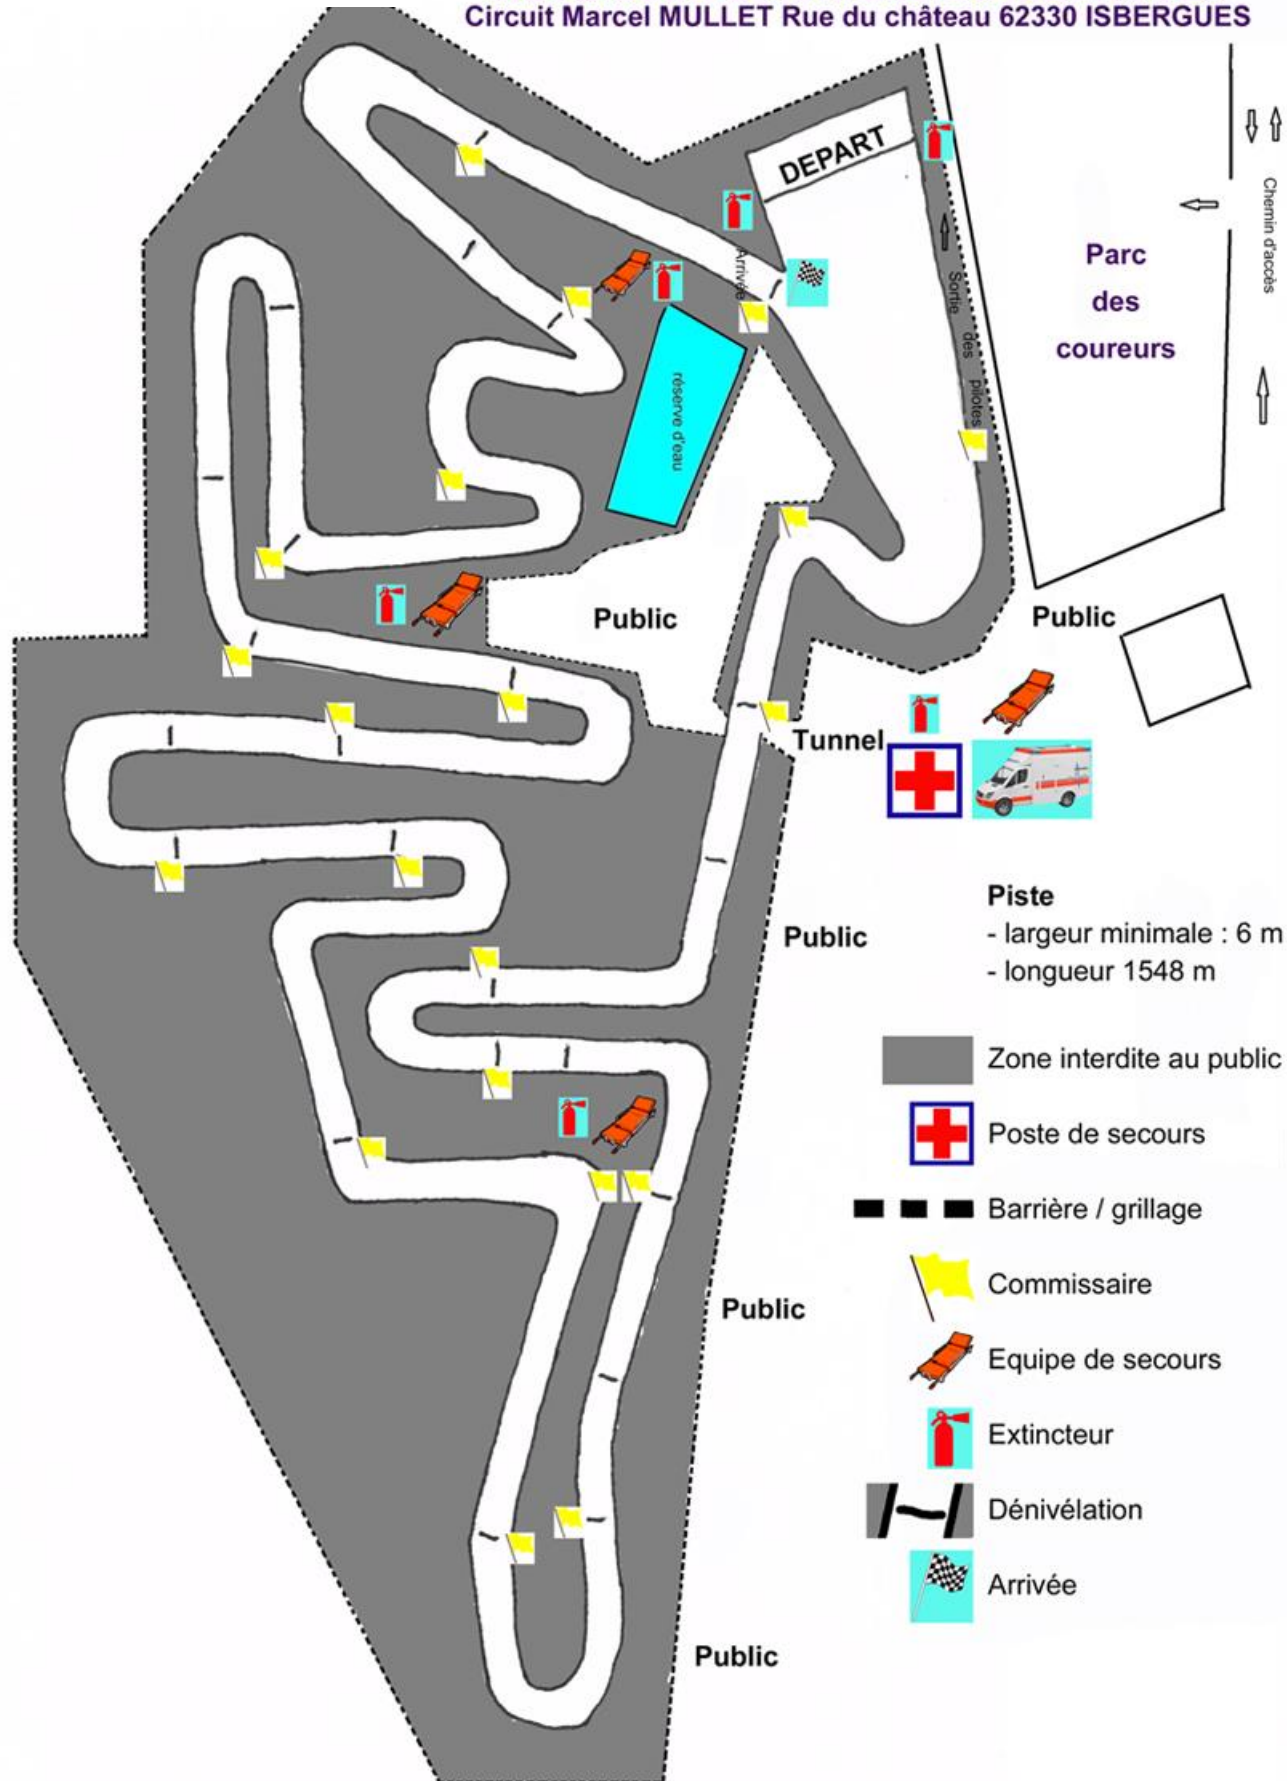 Circuit Marcel MULLET Rue du château 62330 ISBERGUES
DEPART
Chemin d'accès
Parc
des
coureurs
Arrivée
Sortie des pilotes
réserve d'eau
Public
Public
Tunnel
Public
Piste
- largeur minimale : 6 m
- longueur 1548 m
Zone interdite au public
Poste de secours
Barrière / grillage
Commissaire
Public
Equipe de secours
Extincteur
Dénivélation
Arrivée
Public